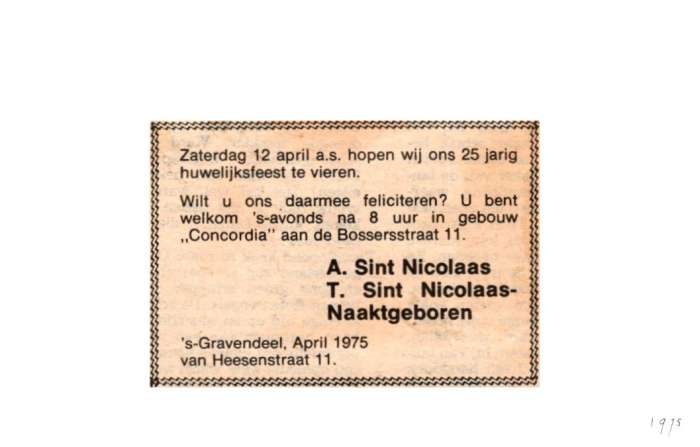 Zaterdag 12 april a.s. hopen wij ons 25 jarig
huwelijksfeest te vieren.
Wilt u ons daarmee feliciteren? U bent
welkom 's-avonds na 8 uur in gebouw
„Concordia" aan de Bossersstraat 11.
A. Sint Nicolaas
T. Sint Nicolaas-
Naaktgeboren
's-Gravendeel, April 1975
van Heesenstraat 11.
1975